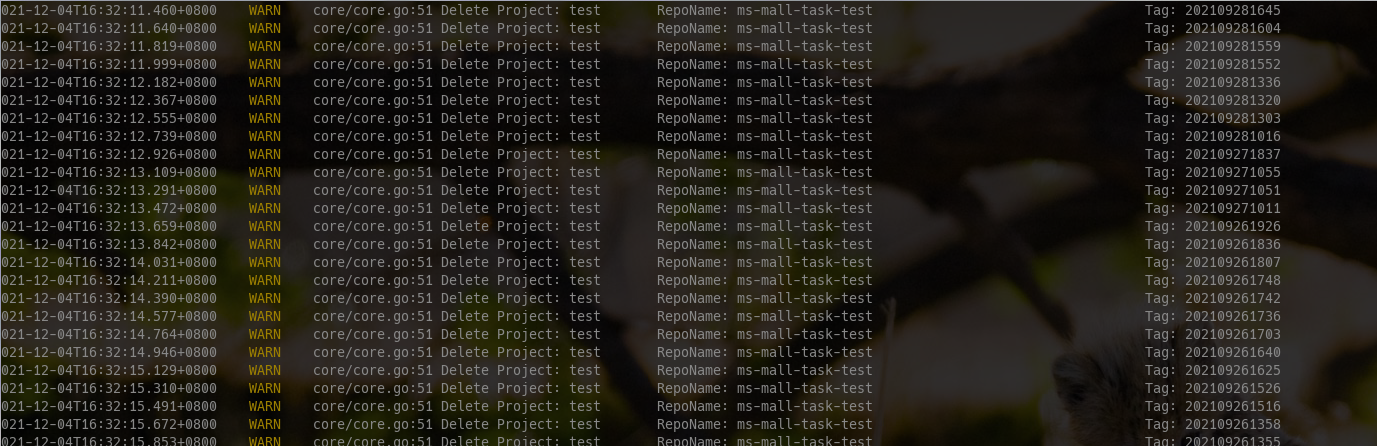 021-12-04T16:32:11.460+0800 WARN core/core.go:51 Delete Project: test RepoName: ms-mall-task-test Tag: 202109281645
021-12-04T16:32:11.640+0800 WARN core/core.go:51 Delete Project: test RepoName: ms-mall-task-test Tag: 202109281604
021-12-04T16:32:11.819+0800 WARN core/core.go:51 Delete Project: test RepoName: ms-mall-task-test Tag: 202109281559
021-12-04T16:32:11.999+0800 WARN core/core.go:51 Delete Project: test RepoName: ms-mall-task-test Tag: 202109281552
021-12-04T16:32:12.182+0800 WARN core/core.go:51 Delete Project: test RepoName: ms-mall-task-test Tag: 202109281336
021-12-04T16:32:12.367+0800 WARN core/core.go:51 Delete Project: test RepoName: ms-mall-task-test Tag: 202109281320
021-12-04T16:32:12.555+0800 WARN core/core.go:51 Delete Project: test RepoName: ms-mall-task-test Tag: 202109281303
021-12-04T16:32:12.739+0800 WARN core/core.go:51 Delete Project: test RepoName: ms-mall-task-test Tag: 202109281016
021-12-04T16:32:12.926+0800 WARN core/core.go:51 Delete Project: test RepoName: ms-mall-task-test Tag: 202109271837
021-12-04T16:32:13.109+0800 WARN core/core.go:51 Delete Project: test RepoName: ms-mall-task-test Tag: 202109271055
021-12-04T16:32:13.291+0800 WARN core/core.go:51 Delete Project: test RepoName: ms-mall-task-test Tag: 202109271051
021-12-04T16:32:13.472+0800 WARN core/core.go:51 Delete Project: test RepoName: ms-mall-task-test Tag: 202109271011
021-12-04T16:32:13.659+0800 WARN core/core.go:51 Delete Project: test RepoName: ms-mall-task-test Tag: 202109261926
021-12-04T16:32:13.842+0800 WARN core/core.go:51 Delete Project: test RepoName: ms-mall-task-test Tag: 202109261836
021-12-04T16:32:14.031+0800 WARN core/core.go:51 Delete Project: test RepoName: ms-mall-task-test Tag: 202109261807
021-12-04T16:32:14.211+0800 WARN core/core.go:51 Delete Project: test RepoName: ms-mall-task-test Tag: 202109261748
021-12-04T16:32:14.390+0800 WARN core/core.go:51 Delete Project: test RepoName: ms-mall-task-test Tag: 202109261742
021-12-04T16:32:14.577+0800 WARN core/core.go:51 Delete Project: test RepoName: ms-mall-task-test Tag: 202109261736
021-12-04T16:32:14.764+0800 WARN core/core.go:51 Delete Project: test RepoName: ms-mall-task-test Tag: 202109261703
021-12-04T16:32:14.946+0800 WARN core/core.go:51 Delete Project: test RepoName: ms-mall-task-test Tag: 202109261640
021-12-04T16:32:15.129+0800 WARN core/core.go:51 Delete Project: test RepoName: ms-mall-task-test Tag: 202109261625
021-12-04T16:32:15.310+0800 WARN core/core.go:51 Delete Project: test RepoName: ms-mall-task-test Tag: 202109261526
021-12-04T16:32:15.491+0800 WARN core/core.go:51 Delete Project: test RepoName: ms-mall-task-test Tag: 202109261516
021-12-04T16:32:15.672+0800 WARN core/core.go:51 Delete Project: test RepoName: ms-mall-task-test Tag: 202109261358
021-12-04T16:32:15.853+0800 WARN core/core.go:51 Delete Project: test RepoName: ms-mall-task-test Tag: 202109261355